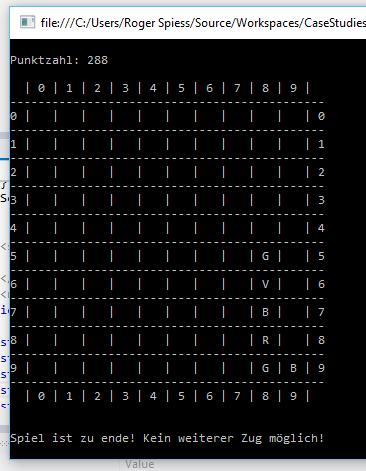 file:///C:/Users/Roger Spiess/Source/Workspaces/CaseStudies
Punktzahl: 288
| 0 | 1 | 2 | 3 | 4 | 5 | 6 | 7 | 8 | 9 |
0 | | | | | | | | | | | 0
1 | | | | | | | | | | | 1
2 | | | | | | | | | | | 2
3 | | | | | | | | | | | 3
4 | | | | | | | | | | | 4
5 | | | | | | | | | G | | 5
6 | | | | | | | | | V | | 6
7 | | | | | | | | | B | | 7
8 | | | | | | | | | R | | 8
9 | | | | | | | | | G | B | 9
| 0 | 1 | 2 | 3 | 4 | 5 | 6 | 7 | 8 | 9 |
Spiel ist zu ende! Kein weiterer Zug möglich!
Value